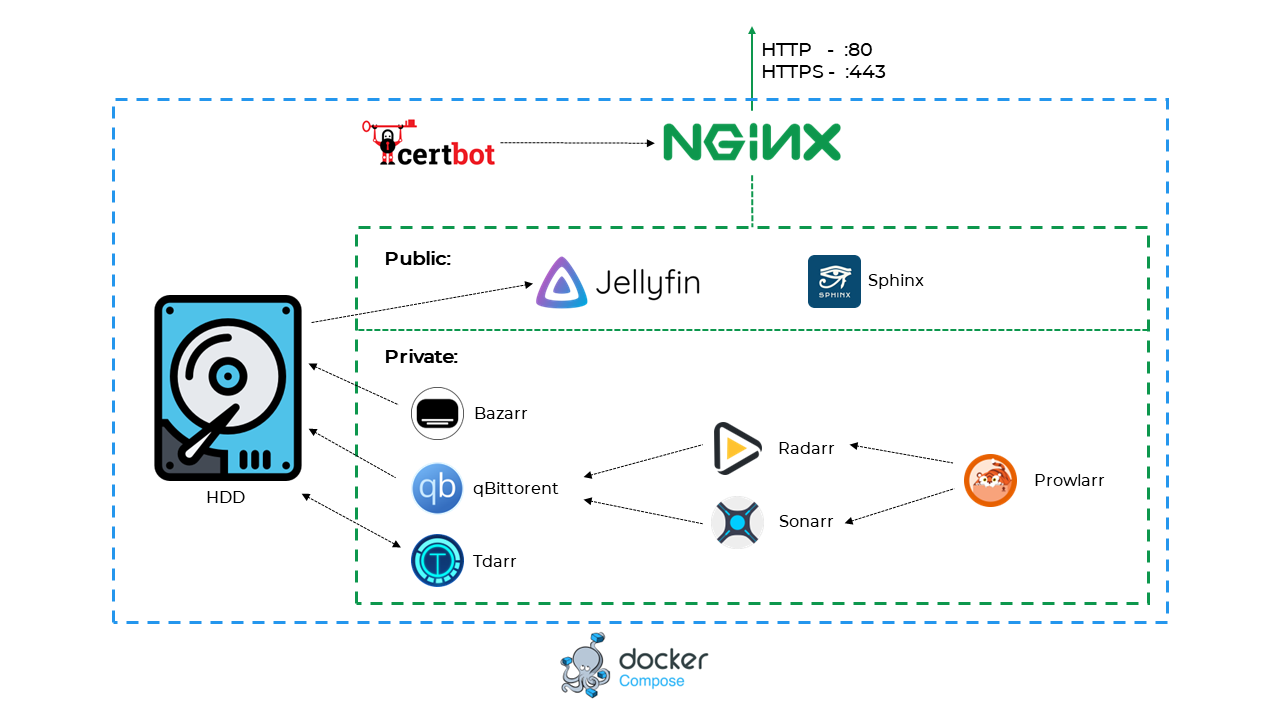 HTTP - :80
HTTPS - :443
certbot
NGiNX
Public:
Jellyfin
SPHINX
Sphinx
Private:
Bazarr
Radarr
Prowlarr
qb
qBittorent
HDD
Sonarr
T
Tdarr
docker
Compose